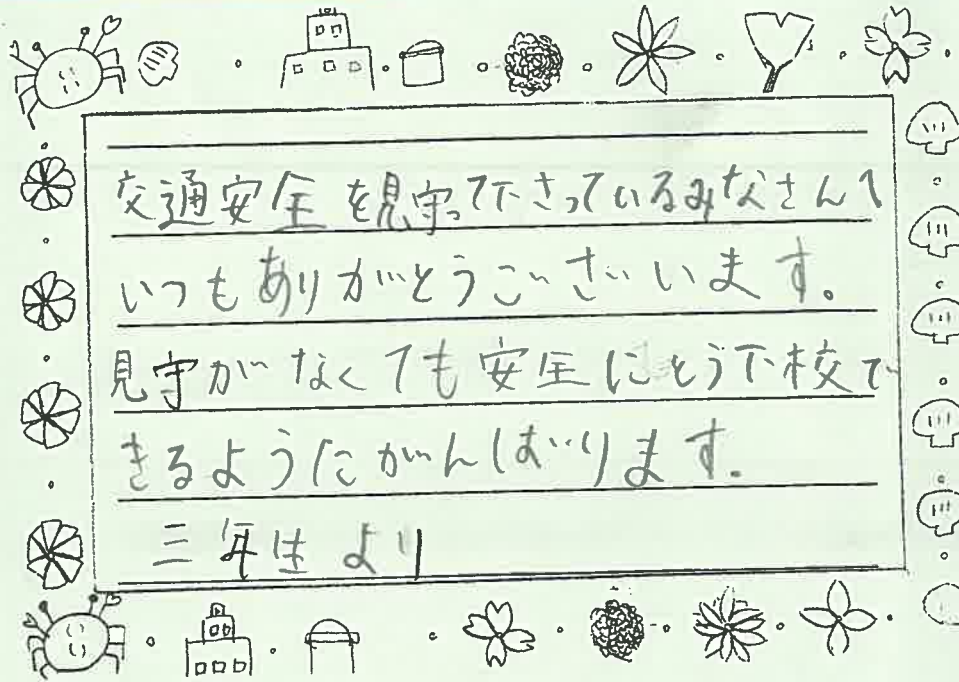 交通安全を見守って下さっているみなさんへ
いつもありがとうございます。
見守がなくても安全にとう下校で
きるようにがんばります。
三年生より